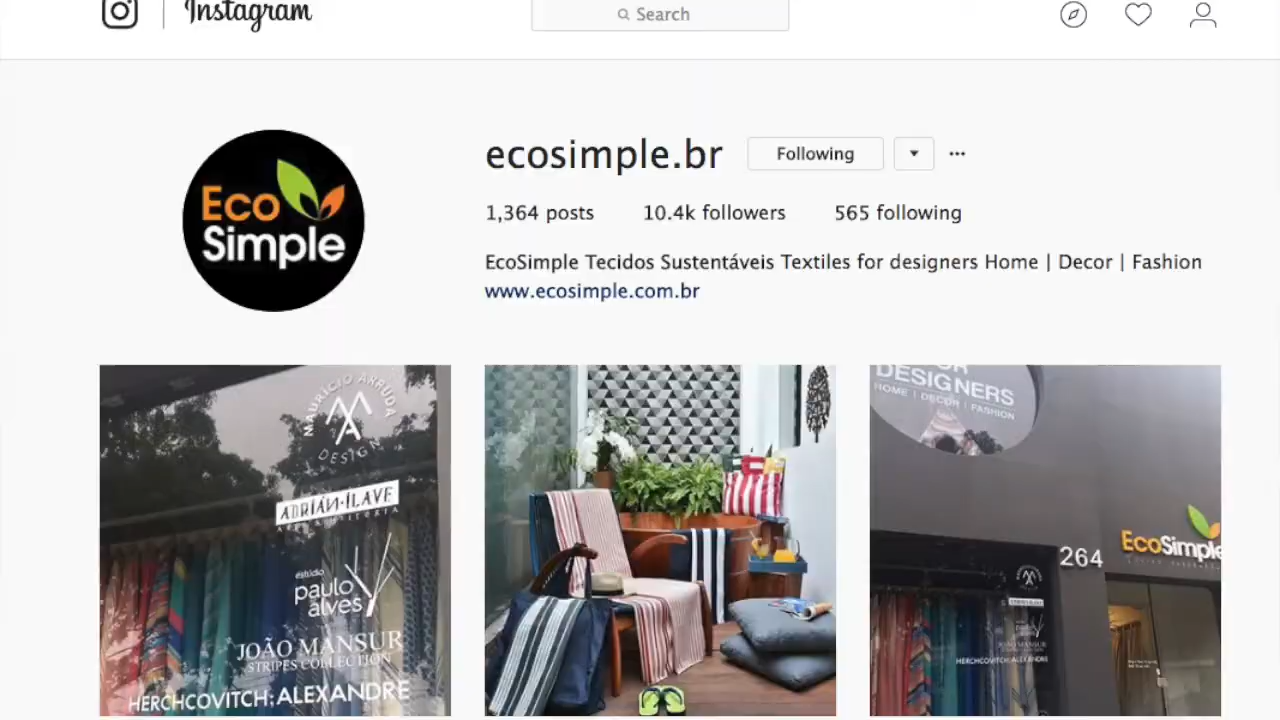 Instagram
Search
ecosimple.br
Following
1,364 posts 10.4k followers 565 following
Eco
Simple
EcoSimple Tecidos Sustentáveis Textiles for designers Home | Decor | Fashion
www.ecosimple.com.br
MAURÍCIO ARRUDA
DESIGN
ADRIÁN·ILAVE
estúdio
paulo
alves
JOÃO MANSUR
STRIPES COLLECTION
HERCHCOVITCH;ALEXANDRE
DESIGNERS
HOME | DECOR | FASHION
264
EcoSimple
HERCHCOVITCH;ALEXANDRE